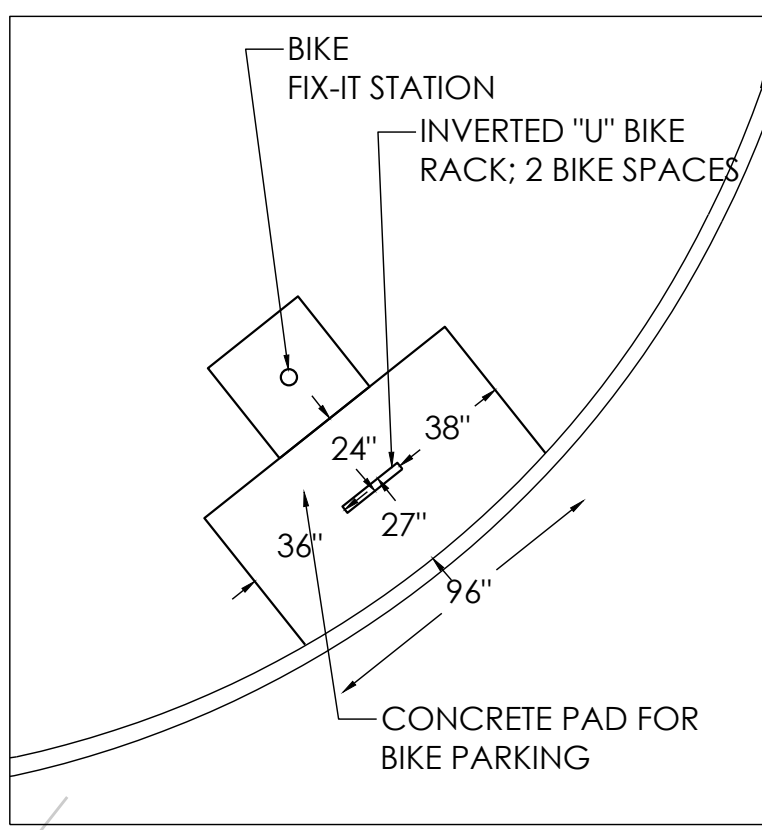 BIKE
FIX-IT STATION
INVERTED "U" BIKE
RACK; 2 BIKE SPACES
24"
38"
27"
36"
96"
CONCRETE PAD FOR
BIKE PARKING